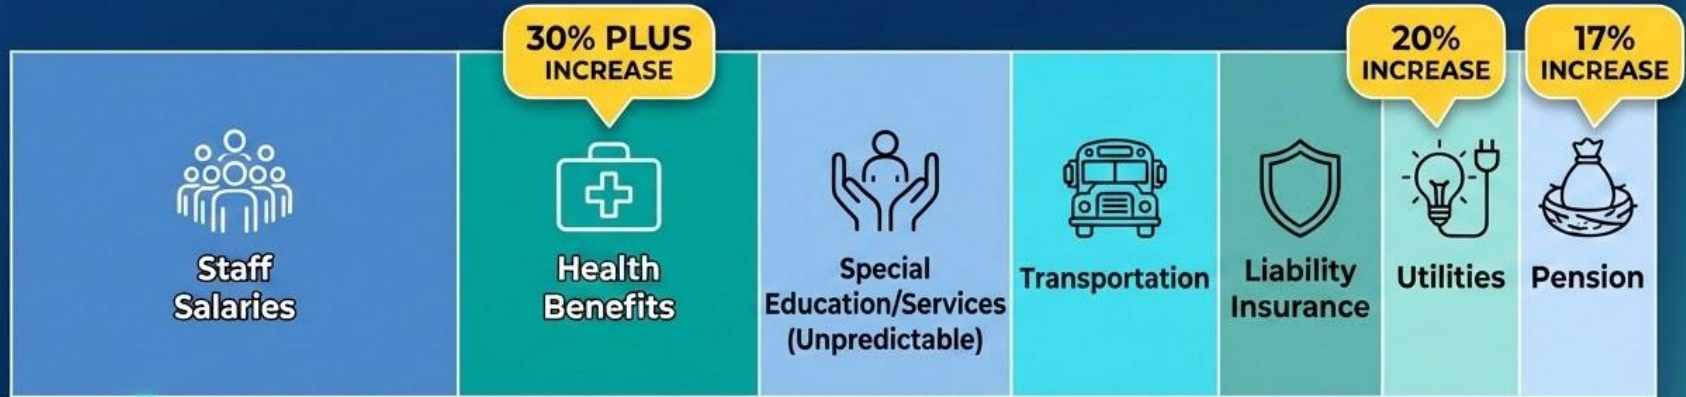 30% PLUS
INCREASE
20%
INCREASE
17%
INCREASE
Staff
Salaries
Health
Benefits
Special
Education/Services
(Unpredictable)
Transportation
Liability
Insurance
Utilities
Pension